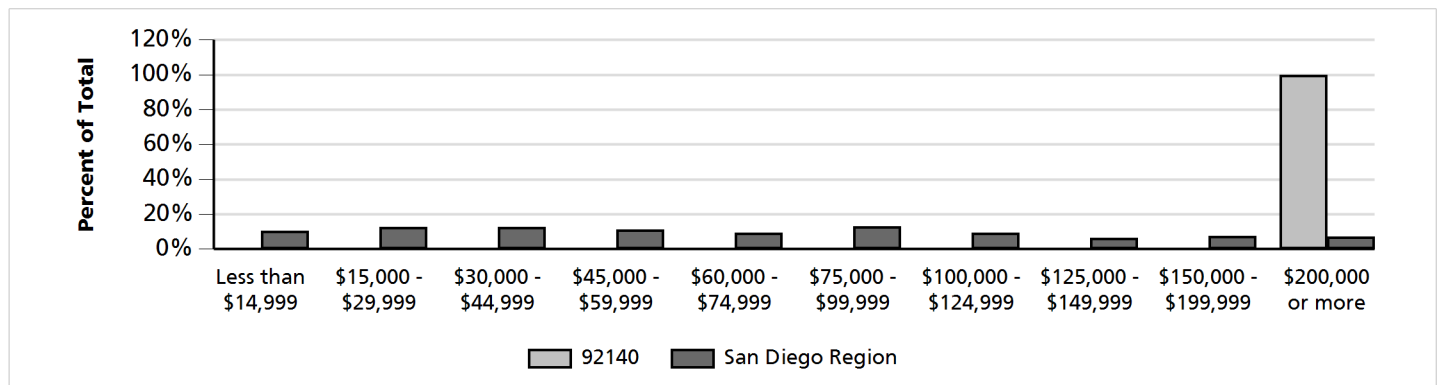 Percent of Total
120%
100%
80%
60%
40%
20%
0%
Less than $15,000 - $30,000 - $45,000 - $60,000 - $75,000 - $100,000 - $125,000 - $150,000 - $200,000
$14,999 $29,999 $44,999 $59,999 $74,999 $99,999 $124,999 $149,999 $199,999 or more
92140 San Diego Region